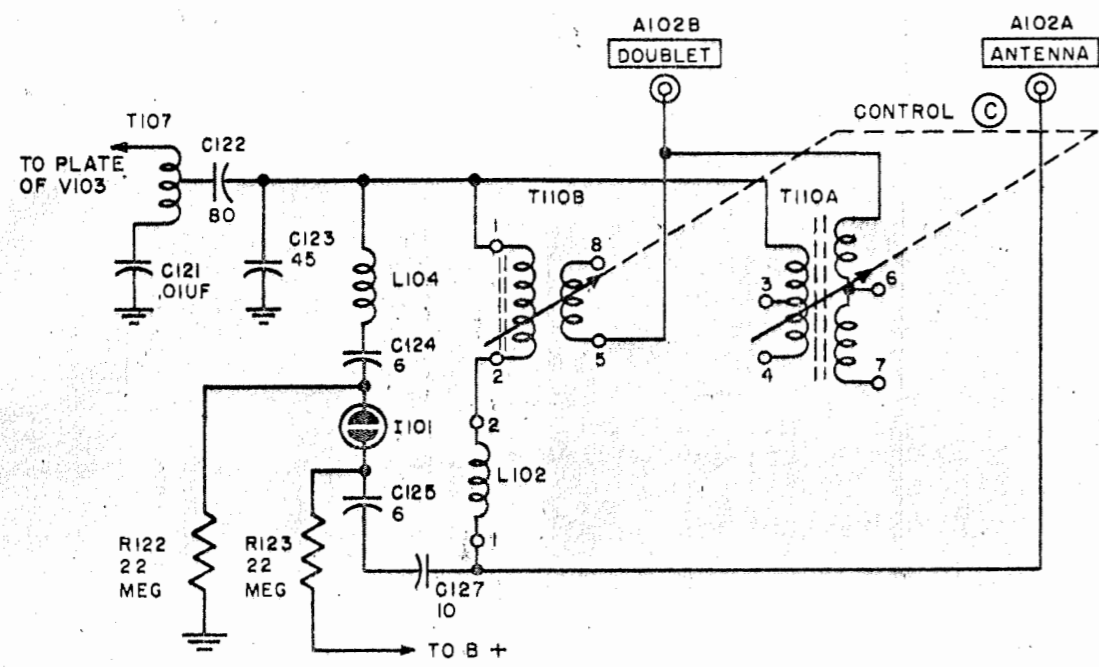 A102B
DOUBLET
A102A
ANTENNA
CONTROL C
T107
C122
TO PLATE
OF V103
80
T110B
T110A
1
8
C123
45
C121
.01UF
L104
3
6
C124
6
2
5
4
7
I101
2
L102
C125
6
1
R122
22
MEG
R123
22
MEG
C127
10
TO B +